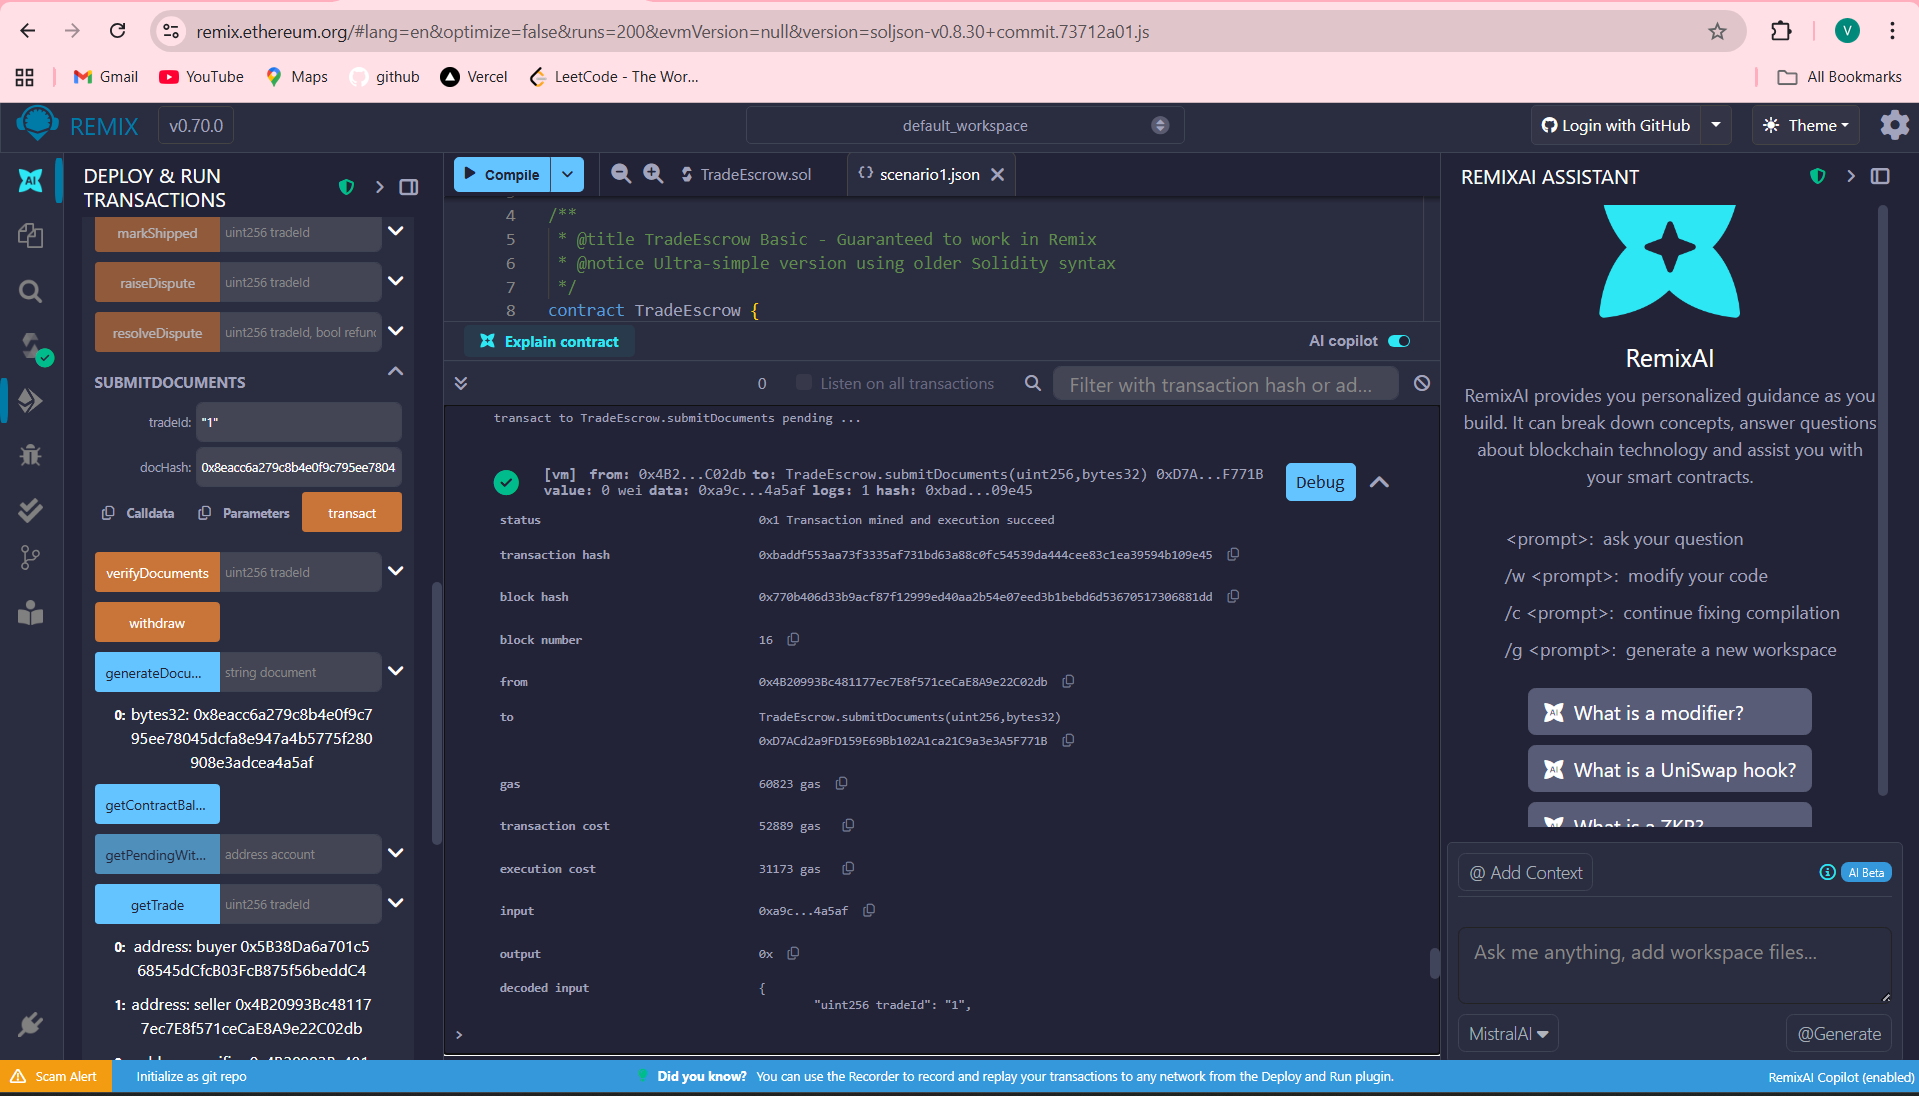 remix.ethereum.org/#lang=en&optimize=false&runs=200&evmVersion=null&version=soljson-v0.8.30+commit.73712a01.js
V
Gmail
YouTube
Maps
github
Vercel
LeetCode - The Wor...
All Bookmarks
REMIX
v0.70.0
default_workspace
Login with GitHub
Theme
AI
DEPLOY & RUN
TRANSACTIONS
markShipped
uint256 tradeId
raiseDispute
uint256 tradeId
resolveDispute
uint256 tradeId, bool refund
SUBMITDOCUMENTS
tradeId:
"1"
docHash:
0x8eacc6a279c8b4e0f9c795ee7804
Calldata
Parameters
transact
verifyDocuments
uint256 tradeId
withdraw
generateDocu...
string document
0: bytes32: 0x8eacc6a279c8b4e0f9c7
95ee78045dcfa8e947a4b5775f280
908e3adcea4a5af
getContractBal...
getPendingWit...
address account
getTrade
uint256 tradeId
0: address: buyer 0x5B38Da6a701c5
68545dCfcB03FcB875f56beddC4
1: address: seller 0x4B20993Bc48117
7ec7E8f571ceCaE8A9e22C02db
Compile
TradeEscrow.sol
{} scenario1.json
4 /**
5 * @title TradeEscrow Basic - Guaranteed to work in Remix
6 * @notice Ultra-simple version using older Solidity syntax
7 */
8 contract TradeEscrow {
Explain contract
AI copilot
0
Listen on all transactions
Filter with transaction hash or ad...
transact to TradeEscrow.submitDocuments pending ...
[vm] from: 0x4B2...C02db to: TradeEscrow.submitDocuments(uint256,bytes32) 0xD7A...F771B
value: 0 wei data: 0xa9c...4a5af logs: 1 hash: 0xbad...09e45
Debug
status
0x1 Transaction mined and execution succeed
transaction hash
0xbaddf553aa73f3335af731bd63a88c0fc54539da444cee83c1ea39594b109e45
block hash
0x770b406d33b9acf87f12999ed40aa2b54e07eed3b1bebd6d53670517306881dd
block number
16
from
0x4B20993Bc481177ec7E8f571ceCaE8A9e22C02db
to
TradeEscrow.submitDocuments(uint256,bytes32)
0xD7ACd2a9FD159E69Bb102A1ca21C9a3e3A5F771B
gas
60823 gas
transaction cost
52889 gas
execution cost
31173 gas
input
0xa9c...4a5af
output
0x
decoded input
{
"uint256 tradeId": "1",
>
REMIXAI ASSISTANT
RemixAI
RemixAI provides you personalized guidance as you
build. It can break down concepts, answer questions
about blockchain technology and assist you with
your smart contracts.
<prompt>: ask your question
/w <prompt>: modify your code
/c <prompt>: continue fixing compilation
/g <prompt>: generate a new workspace
AI What is a modifier?
AI What is a UniSwap hook?
What is a ZKP?
@ Add Context
AI Beta
Ask me anything, add workspace files...
MistralAI
@Generate
Scam Alert
Initialize as git repo
Did you know? You can use the Recorder to record and replay your transactions to any network from the Deploy and Run plugin.
RemixAI Copilot (enabled)